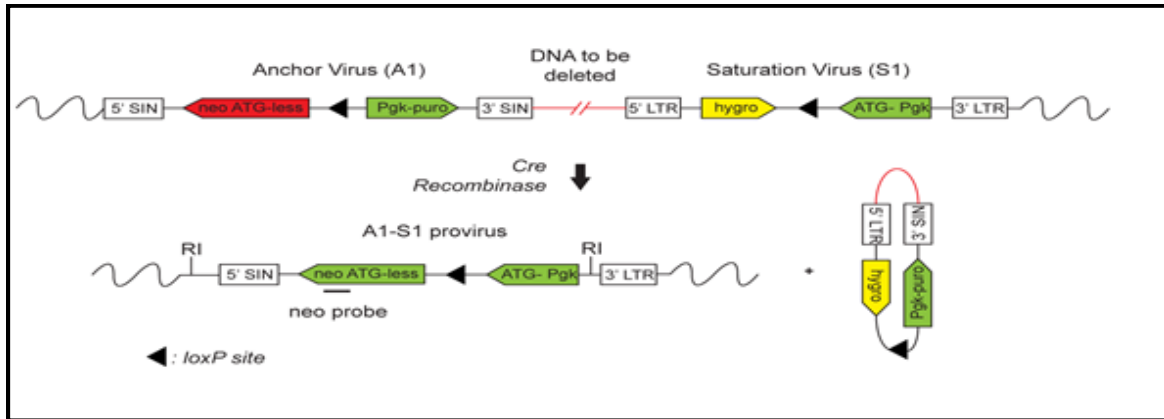 DNA to be
deleted
Anchor Virus (A1)
Saturation Virus (S1)
5' SIN
neo ATG-less
Pgk-puro
3' SIN
5' LTR
hygro
ATG- Pgk
3' LTR
Cre
Recombinase
A1-S1 provirus
RI
RI
5' SIN
neo ATG-less
ATG- Pgk
3' LTR
neo probe
+
5' LTR
3' SIN
hygro
Pgk-puro
: loxP site